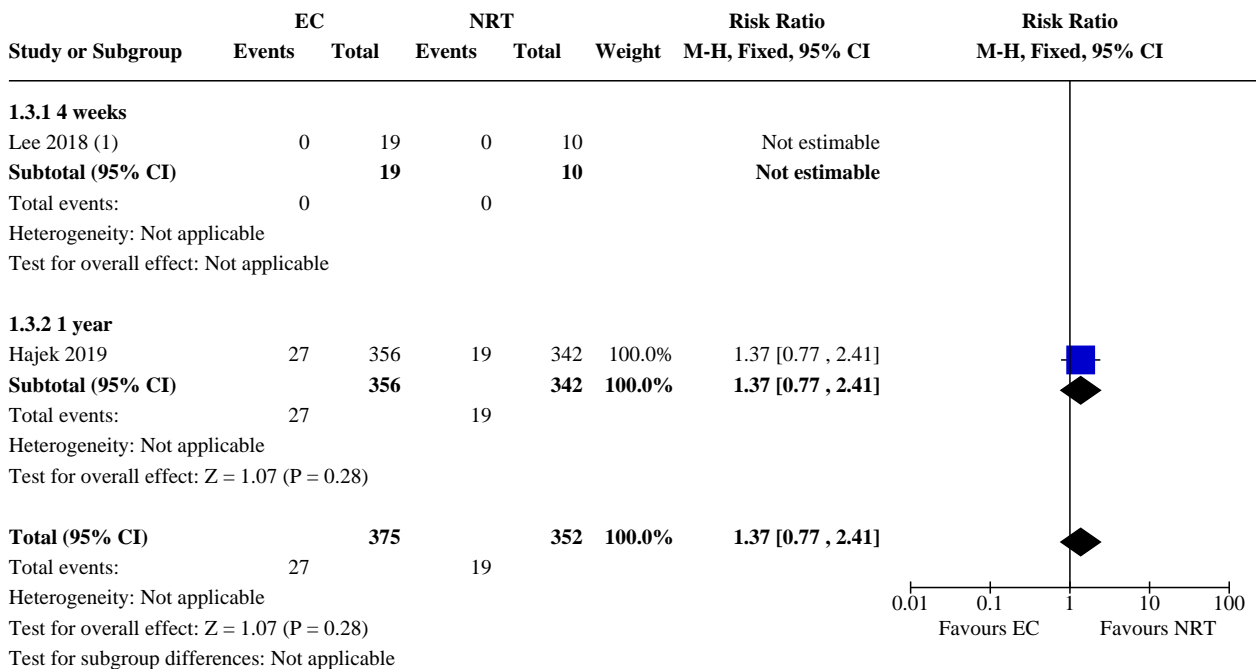 EC NRT Risk Ratio Risk Ratio
Study or Subgroup Events Total Events Total Weight M-H, Fixed, 95% CI M-H, Fixed, 95% CI
1.3.1 4 weeks
Lee 2018 (1) 0 19 0 10 Not estimable
Subtotal (95% CI) 19 10 Not estimable
Total events: 0 0
Heterogeneity: Not applicable
Test for overall effect: Not applicable
1.3.2 1 year
Hajek 2019 27 356 19 342 100.0% 1.37 [0.77 , 2.41]
Subtotal (95% CI) 356 342 100.0% 1.37 [0.77 , 2.41]
Total events: 27 19
Heterogeneity: Not applicable
Test for overall effect: Z = 1.07 (P = 0.28)
Total (95% CI) 375 352 100.0% 1.37 [0.77 , 2.41]
Total events: 27 19
Heterogeneity: Not applicable 0.01 0.1 1 10 100
Test for overall effect: Z = 1.07 (P = 0.28) Favours EC Favours NRT
Test for subgroup differences: Not applicable